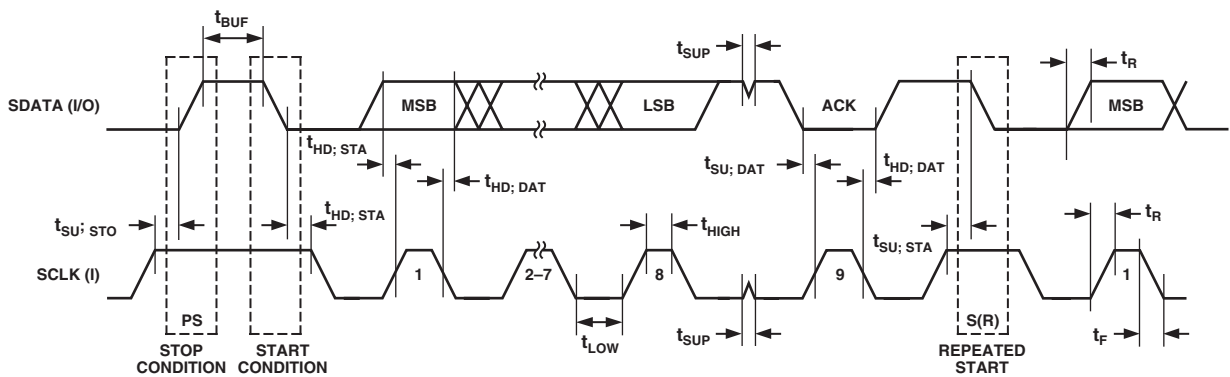 tBUF
tSUP
tR
SDATA (I/O)
MSB
LSB
ACK
MSB
tHD; STA
tSU; DAT
tHD; DAT
tHD; DAT
tSU; STO
tHD; STA
tHIGH
tSU; STA
tR
SCLK (I)
1
2–7
8
9
1
PS
S(R)
tLOW
tSUP
tF
STOP
CONDITION
START
CONDITION
REPEATED
START